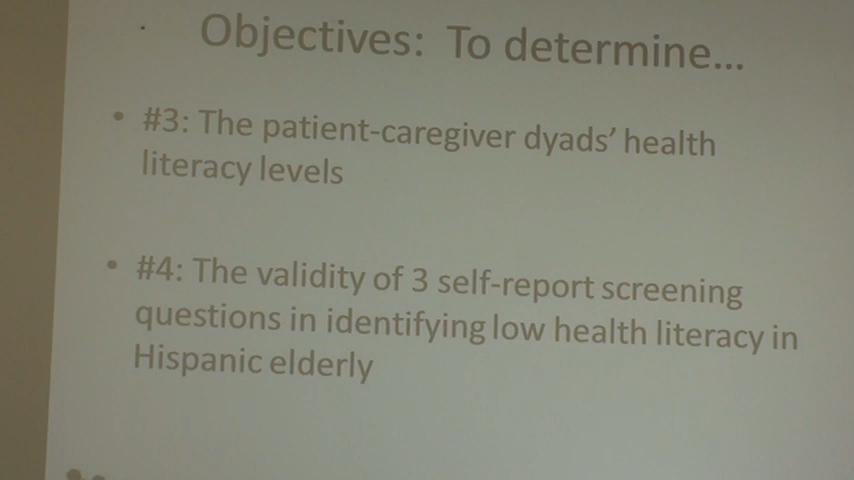 Objectives: To determine...
• #3: The patient-caregiver dyads' health
literacy levels
• #4: The validity of 3 self-report screening
questions in identifying low health literacy in
Hispanic elderly